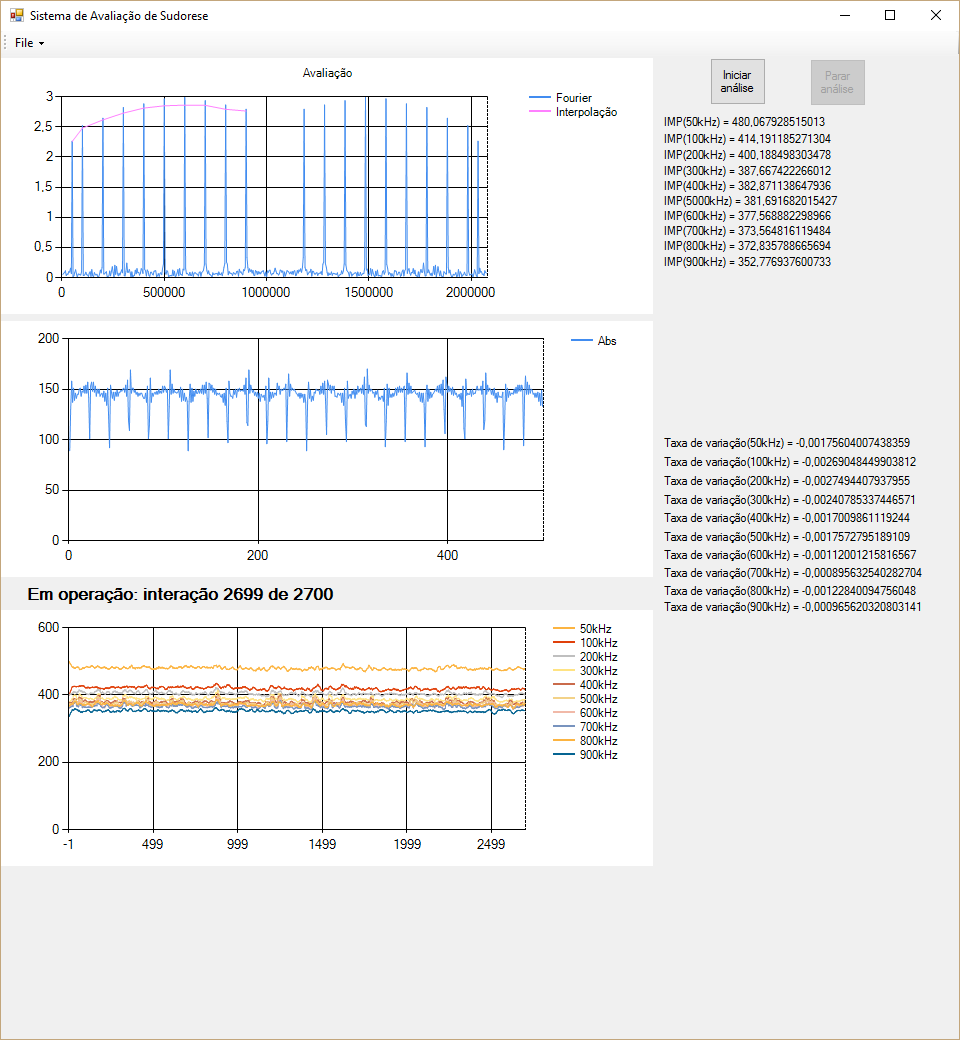 Sistema de Avaliação de Sudorese
File
Avaliação
3
2,5
2
1,5
1
0,5
0
0 500000 1000000 1500000 2000000
Fourier
Interpolação
Iniciar análise
Parar análise
IMP(50kHz) = 480,067928515013
IMP(100kHz) = 414,191185271304
IMP(200kHz) = 400,188498303478
IMP(300kHz) = 387,667422266012
IMP(400kHz) = 382,871138647936
IMP(5000kHz) = 381,691682015427
IMP(600kHz) = 377,568882298966
IMP(700kHz) = 373,564816119484
IMP(800kHz) = 372,835788665694
IMP(900kHz) = 352,776937600733
200
150
100
50
0
0 200 400
Abs
Taxa de variação(50kHz) = -0,00175604007438359
Taxa de variação(100kHz) = -0,00269048449903812
Taxa de variação(200kHz) = -0,0027494407937955
Taxa de variação(300kHz) = -0,00240785337446571
Taxa de variação(400kHz) = -0,0017009861119244
Taxa de variação(500kHz) = -0,0017572795189109
Taxa de variação(600kHz) = -0,00112001215816567
Taxa de variação(700kHz) = -0,000895632540282704
Taxa de variação(800kHz) = -0,00122840094756048
Taxa de variação(900kHz) = -0,000965620320803141
Em operação: interação 2699 de 2700
600
400
200
0
-1 499 999 1499 1999 2499
50kHz
100kHz
200kHz
300kHz
400kHz
500kHz
600kHz
700kHz
800kHz
900kHz